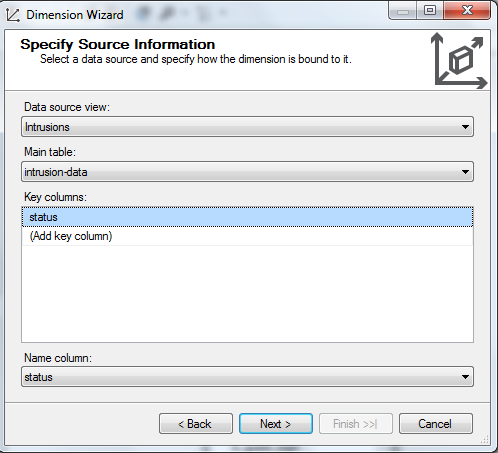 Dimension Wizard
Specify Source Information
Select a data source and specify how the dimension is bound to it.
Data source view:
Intrusions
Main table:
intrusion-data
Key columns:
status
(Add key column)
Name column:
status
< Back
Next >
Finish >>|
Cancel